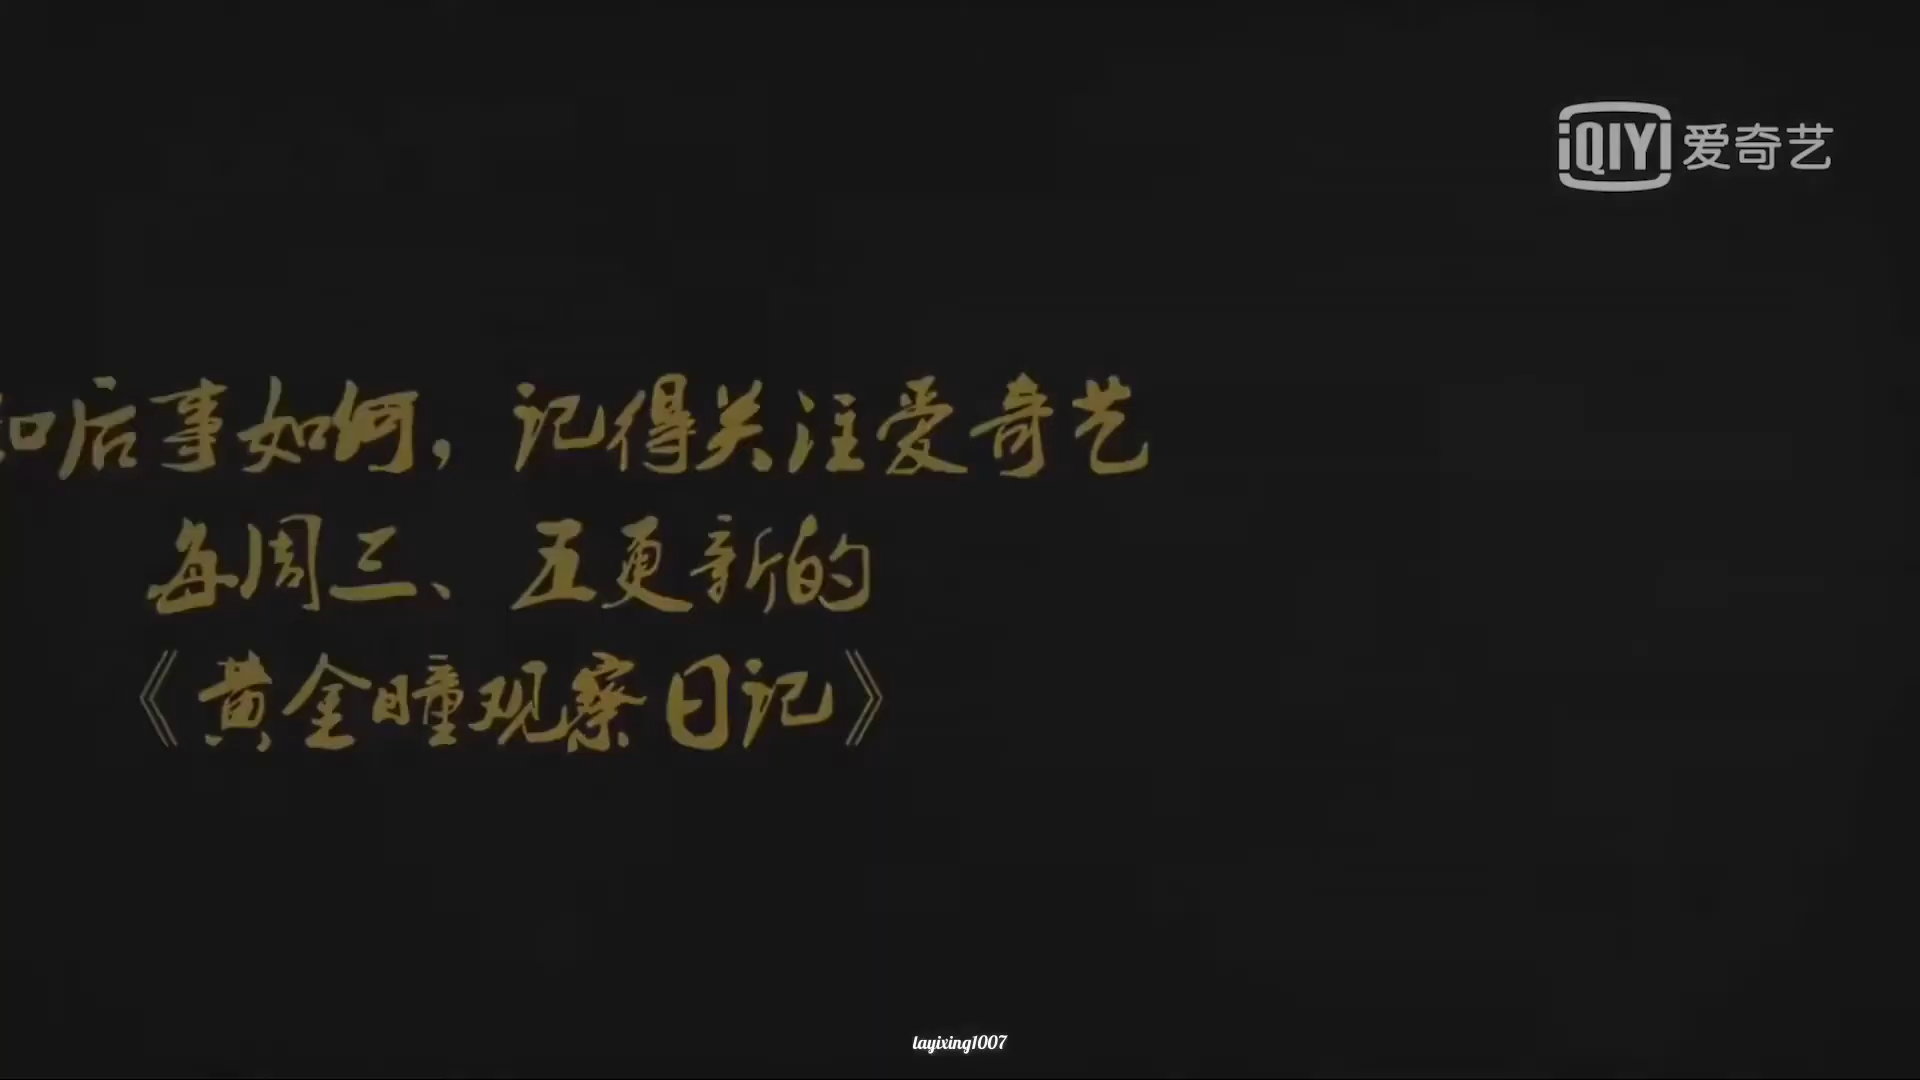 iQIYI 爱奇艺
知后事如何，记得关注爱奇艺
每周三、五更新的
《黄金瞳观察日记》
layixing1007